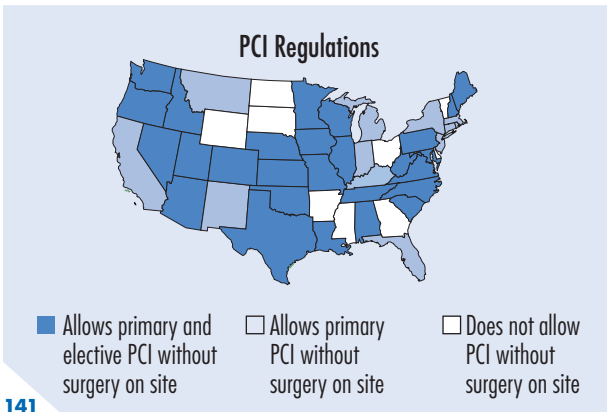 PCI Regulations
Allows primary and
elective PCI without
surgery on site
Allows primary
PCI without
surgery on site
Does not allow
PCI without
surgery on site
141